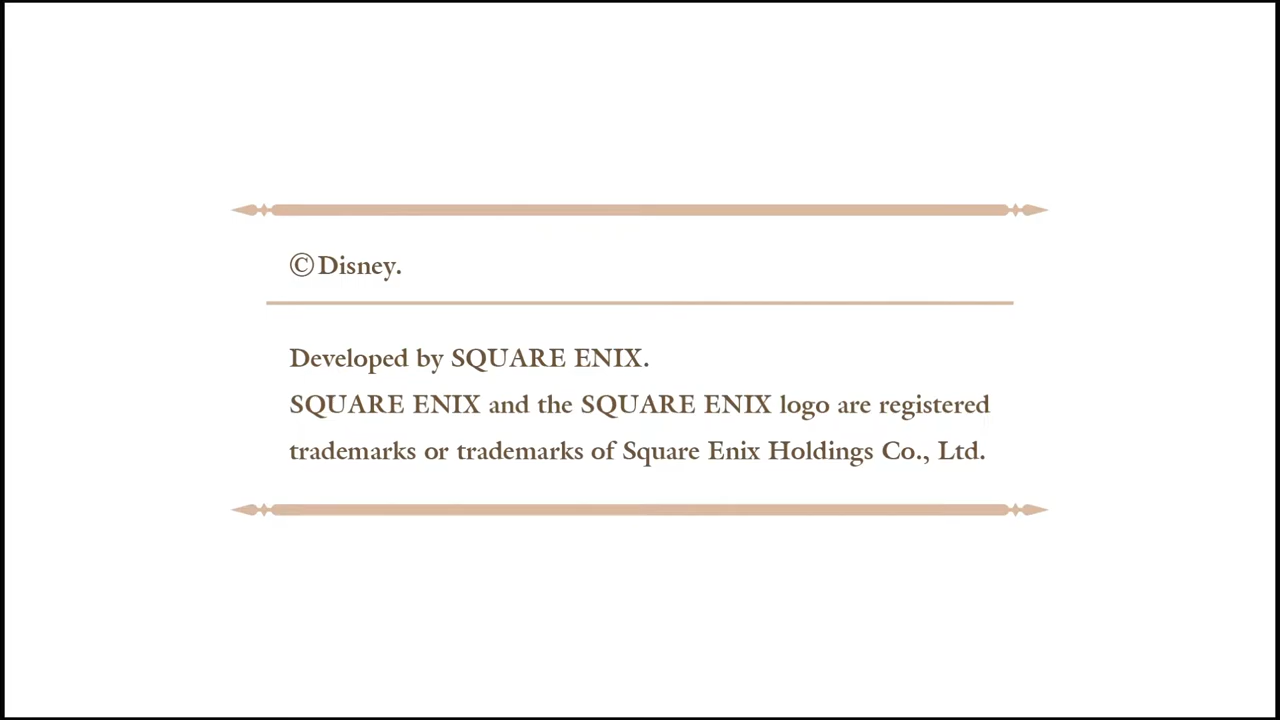 ©Disney.
Developed by SQUARE ENIX.
SQUARE ENIX and the SQUARE ENIX logo are registered
trademarks or trademarks of Square Enix Holdings Co., Ltd.